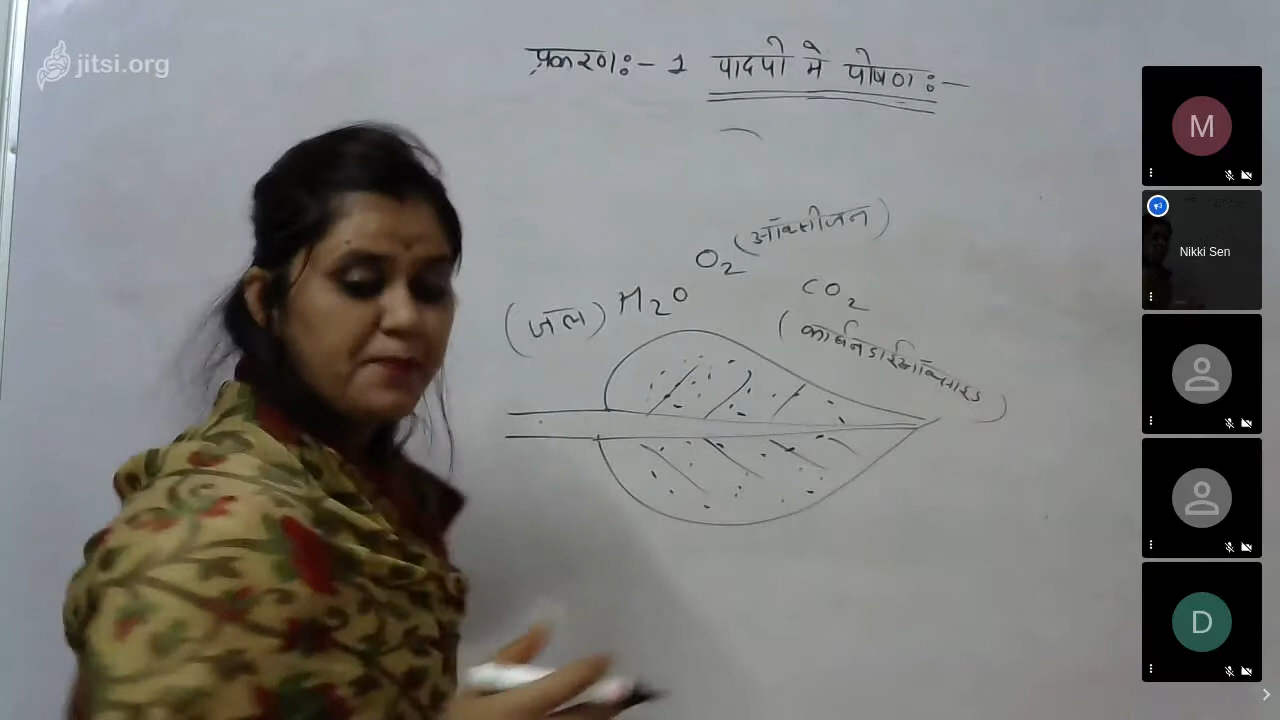 jitsi.org
प्रकरण:- 1 पादपो मे पोषण :-
O2 (ऑक्सीजन)
(जल) H2O
CO2
(कार्बनडाईऑक्साइड)
M
Nikki Sen
D